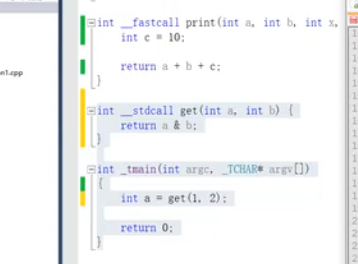 on1.cpp
int __fastcall print(int a, int b, int x,
int c = 10;
return a + b + c;
}
int __stdcall get(int a, int b) {
return a & b;
}
int _tmain(int argc, _TCHAR* argv[])
{
int a = get(1, 2);
return 0;
}